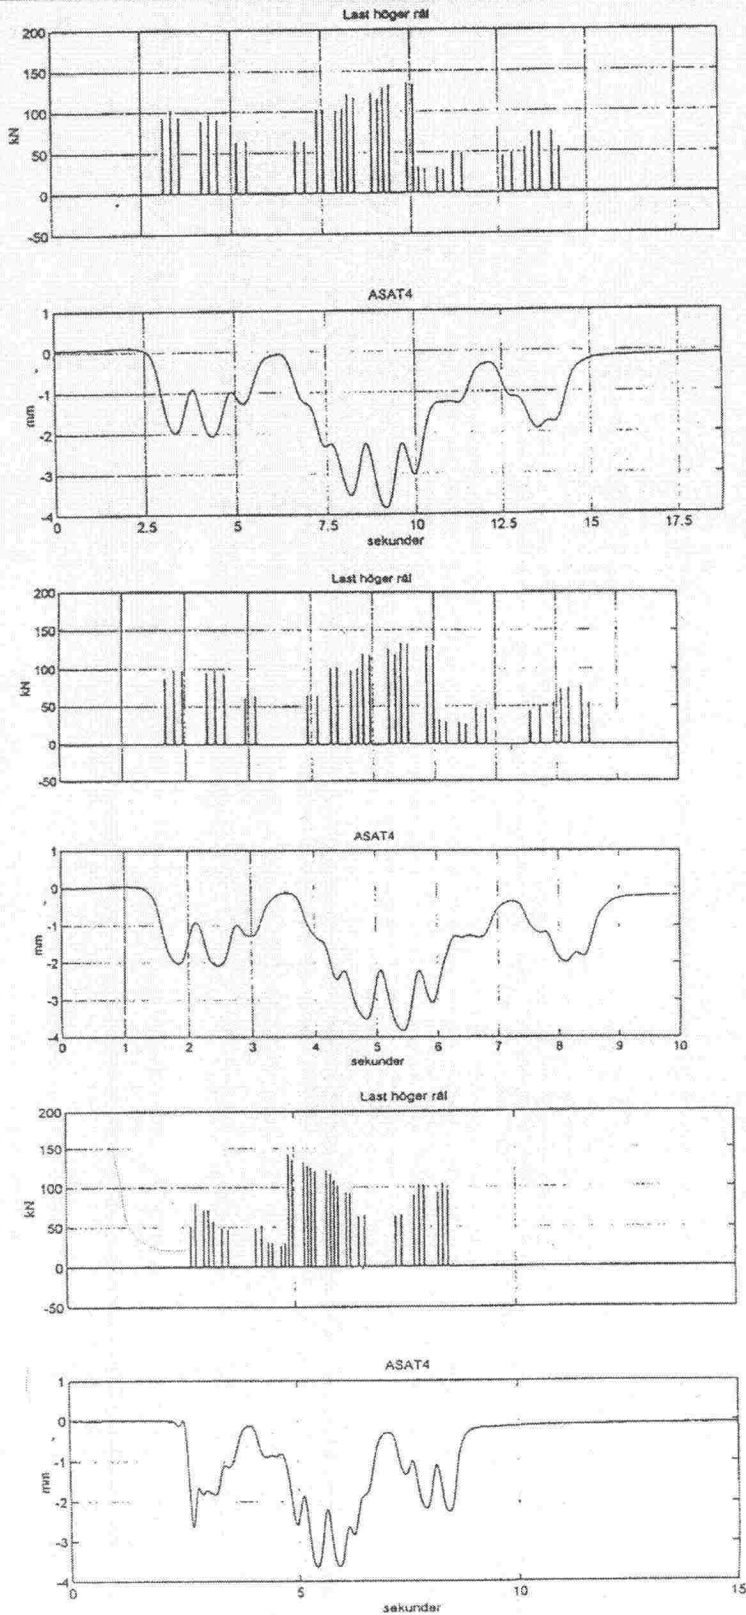 Last höger räl
200
150
100
50
0
-50
kN
ASAT4
1
0
-1
-2
-3
-4
mm
0 2.5 5 7.5 10 12.5 15 17.5
sekunder
Last höger räl
200
150
100
50
0
-50
kN
ASAT4
1
0
-1
-2
-3
-4
mm
0 1 2 3 4 5 6 7 8 9 10
sekunder
Last höger räl
200
150
100
50
0
-50
kN
ASAT4
1
0
-1
-2
-3
-4
mm
0 5 10 15
sekunder